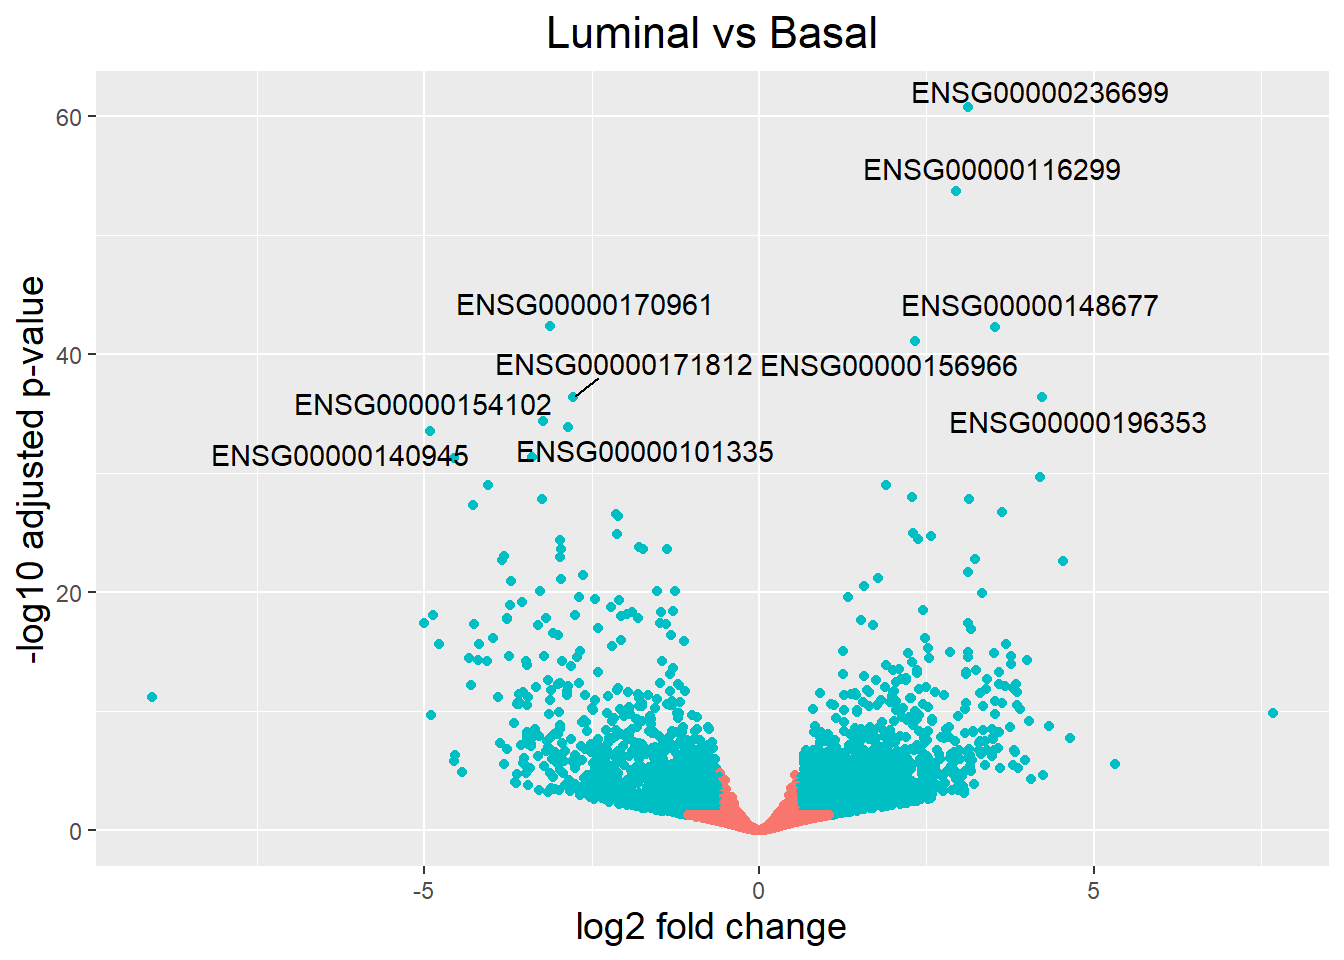 Luminal vs Basal
ENSG00000236699
60
ENSG00000116299
ENSG00000170961
ENSG00000148677
40
ENSG00000171812
ENSG00000156966
ENSG00000154102
ENSG00000196353
ENSG00000140945
ENSG00000101335
20
0
-log10 adjusted p-value
-5
0
5
log2 fold change